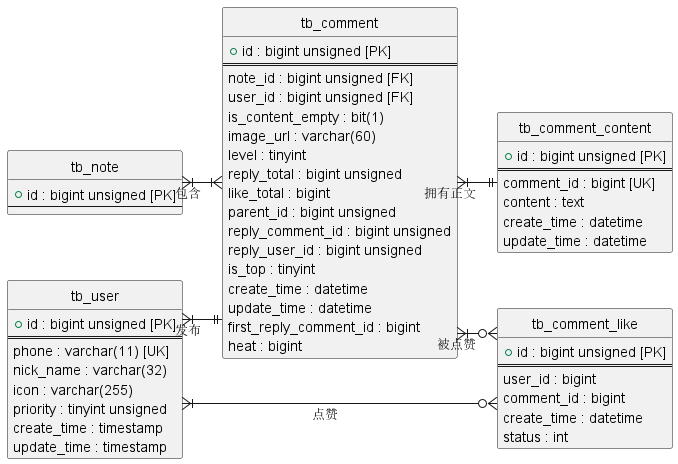 tb_comment
id : bigint unsigned [PK]
note_id : bigint unsigned [FK]
user_id : bigint unsigned [FK]
is_content_empty : bit(1)
image_url : varchar(60)
level : tinyint
reply_total : bigint unsigned
like_total : bigint
parent_id : bigint unsigned
reply_comment_id : bigint unsigned
reply_user_id : bigint unsigned
is_top : tinyint
create_time : datetime
update_time : datetime
first_reply_comment_id : bigint
heat : bigint
tb_note
id : bigint unsigned [PK]
包含
tb_user
id : bigint unsigned [PK]
phone : varchar(11) [UK]
nick_name : varchar(32)
icon : varchar(255)
priority : tinyint unsigned
create_time : timestamp
update_time : timestamp
发布
拥有正文
tb_comment_content
id : bigint unsigned [PK]
comment_id : bigint [UK]
content : text
create_time : datetime
update_time : datetime
被点赞
tb_comment_like
id : bigint unsigned [PK]
user_id : bigint
comment_id : bigint
create_time : datetime
status : int
点赞